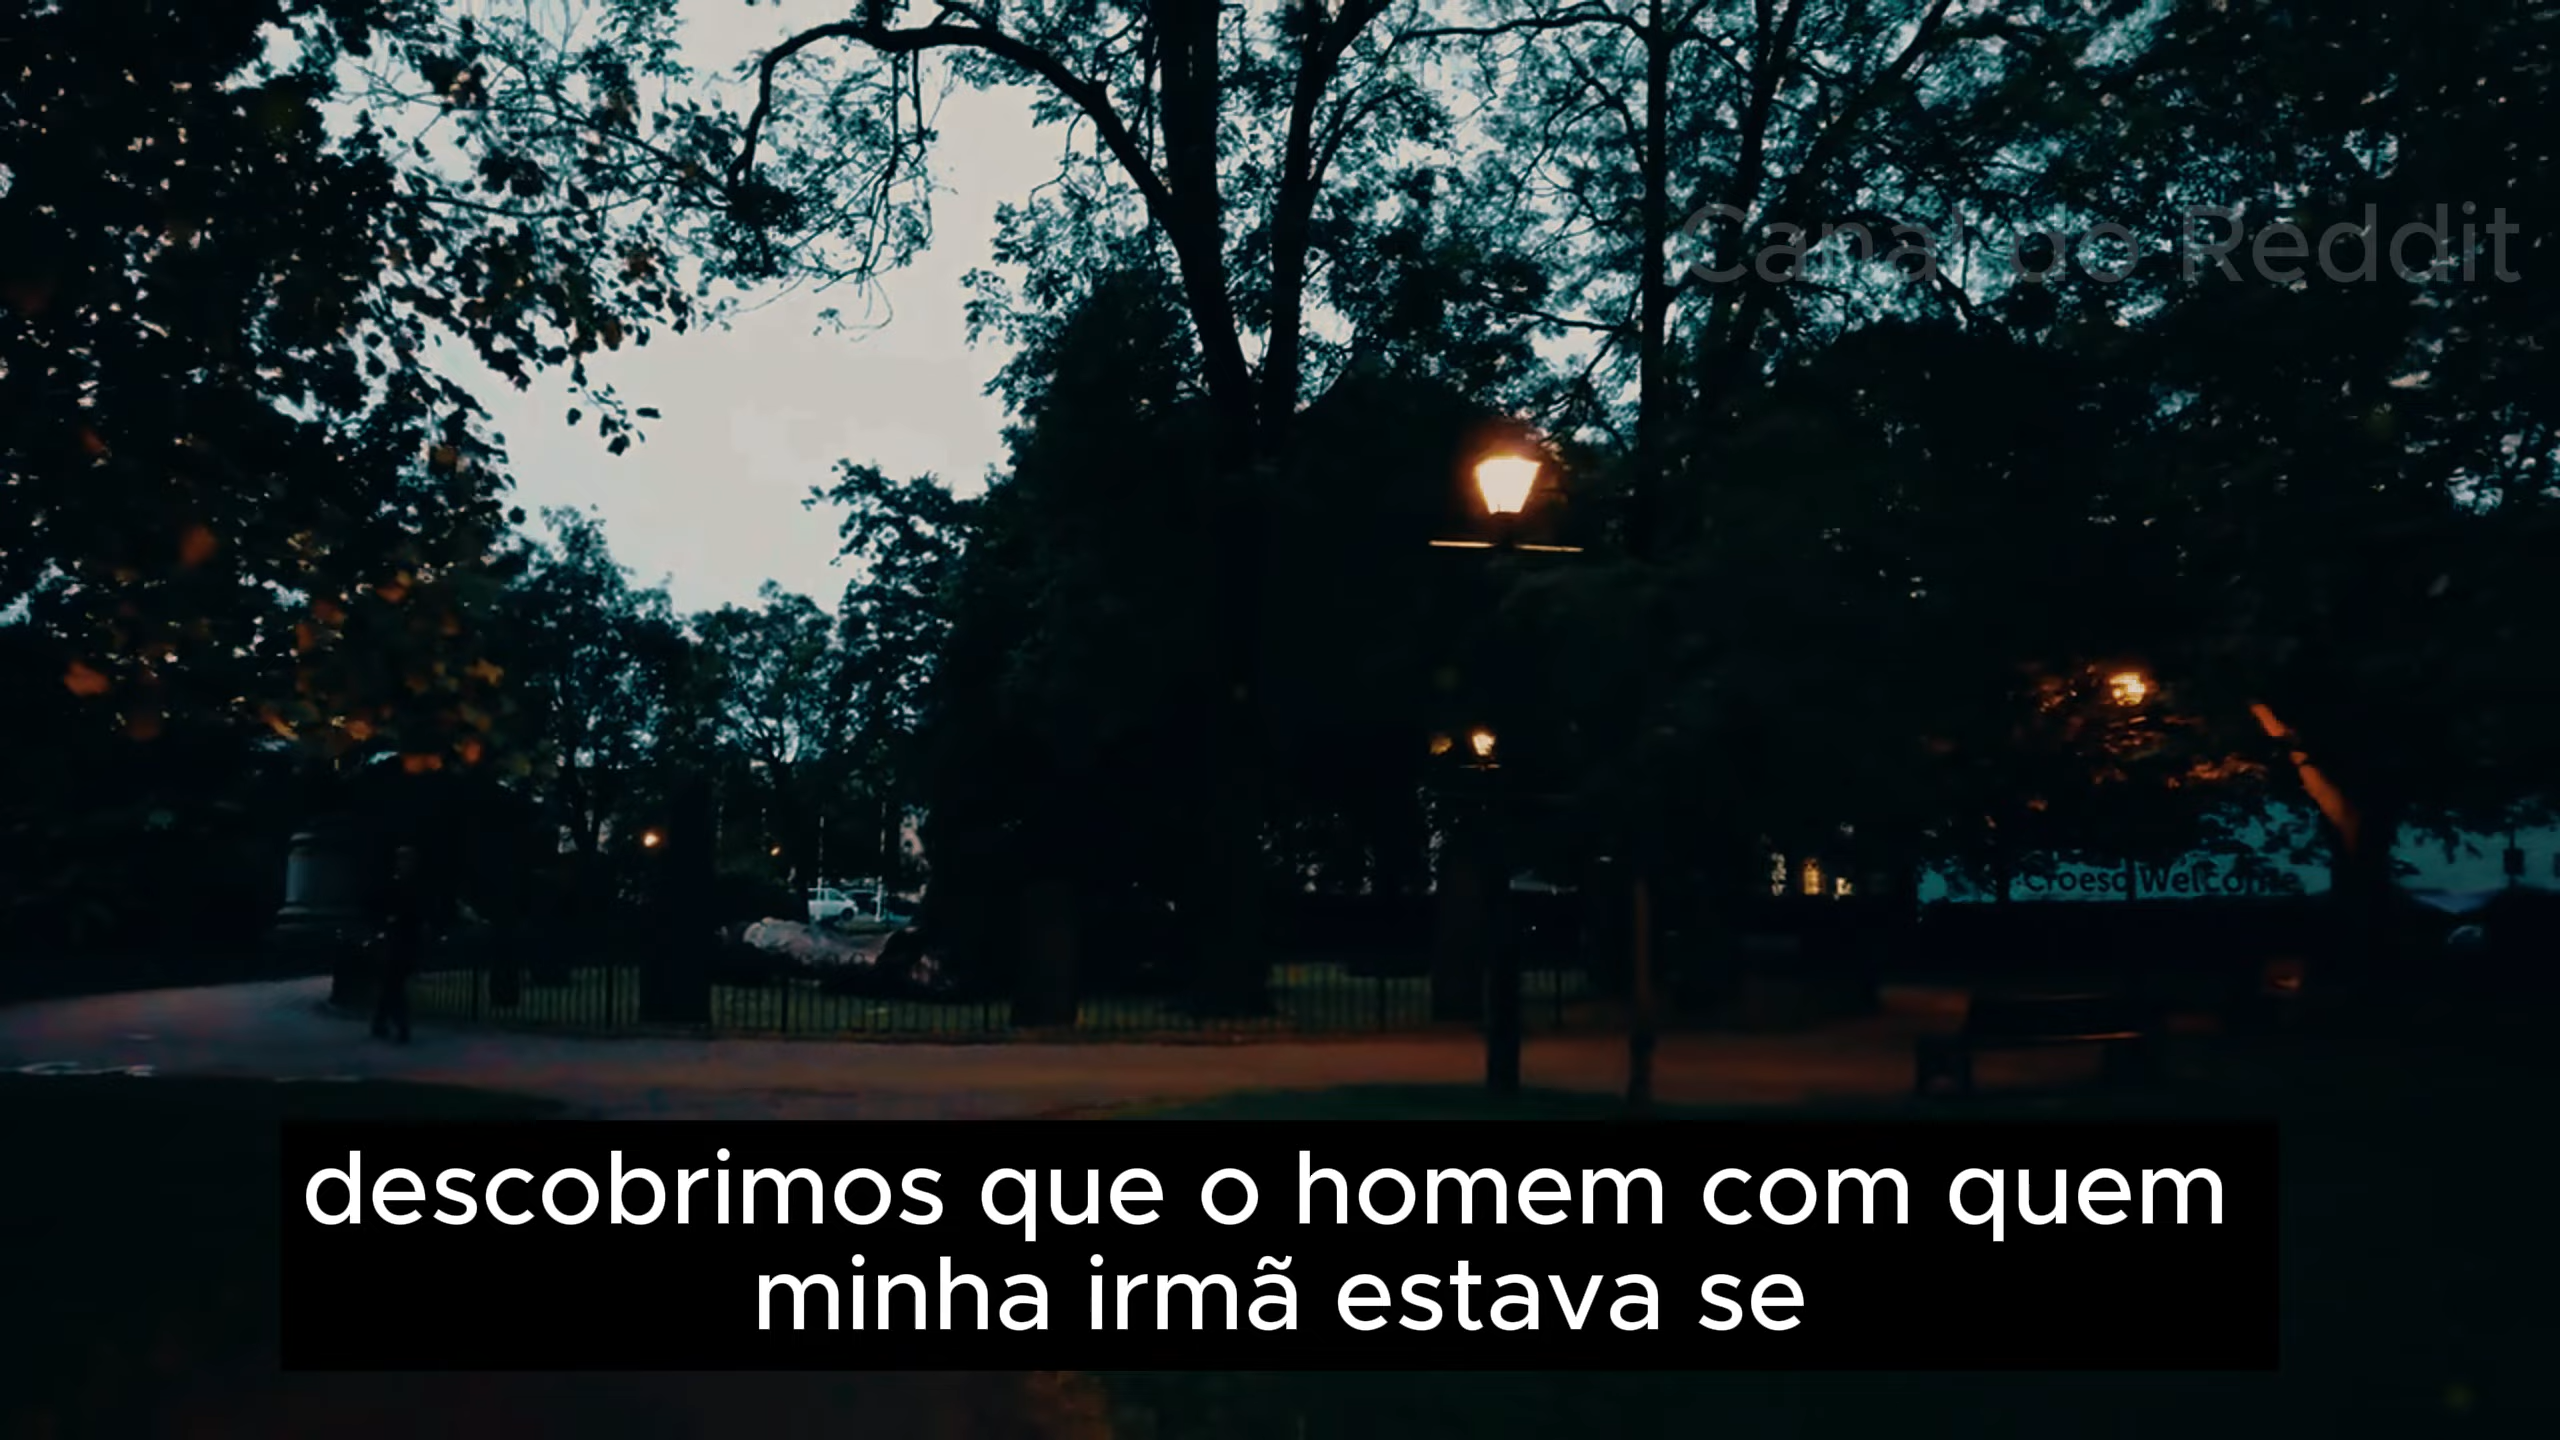 Canal do Reddit
Croeso Welcome
descobrimos que o homem com quem
minha irmã estava se